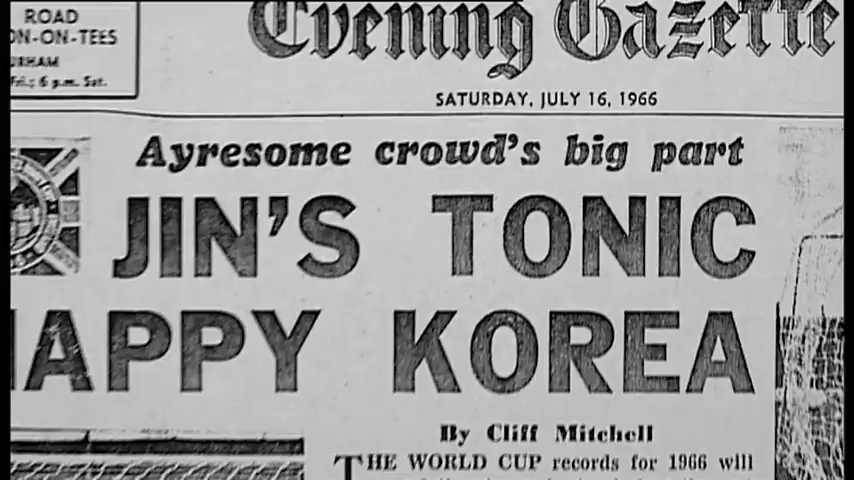 ROAD
ON-ON-TEES
URHAM
Fri.; 6 p.m. Sat.
Evening Gazette
SATURDAY, JULY 16, 1966
Ayresome crowd's big part
JIN'S TONIC
HAPPY KOREA
By Cliff Mitchell
THE WORLD CUP records for 1966 will